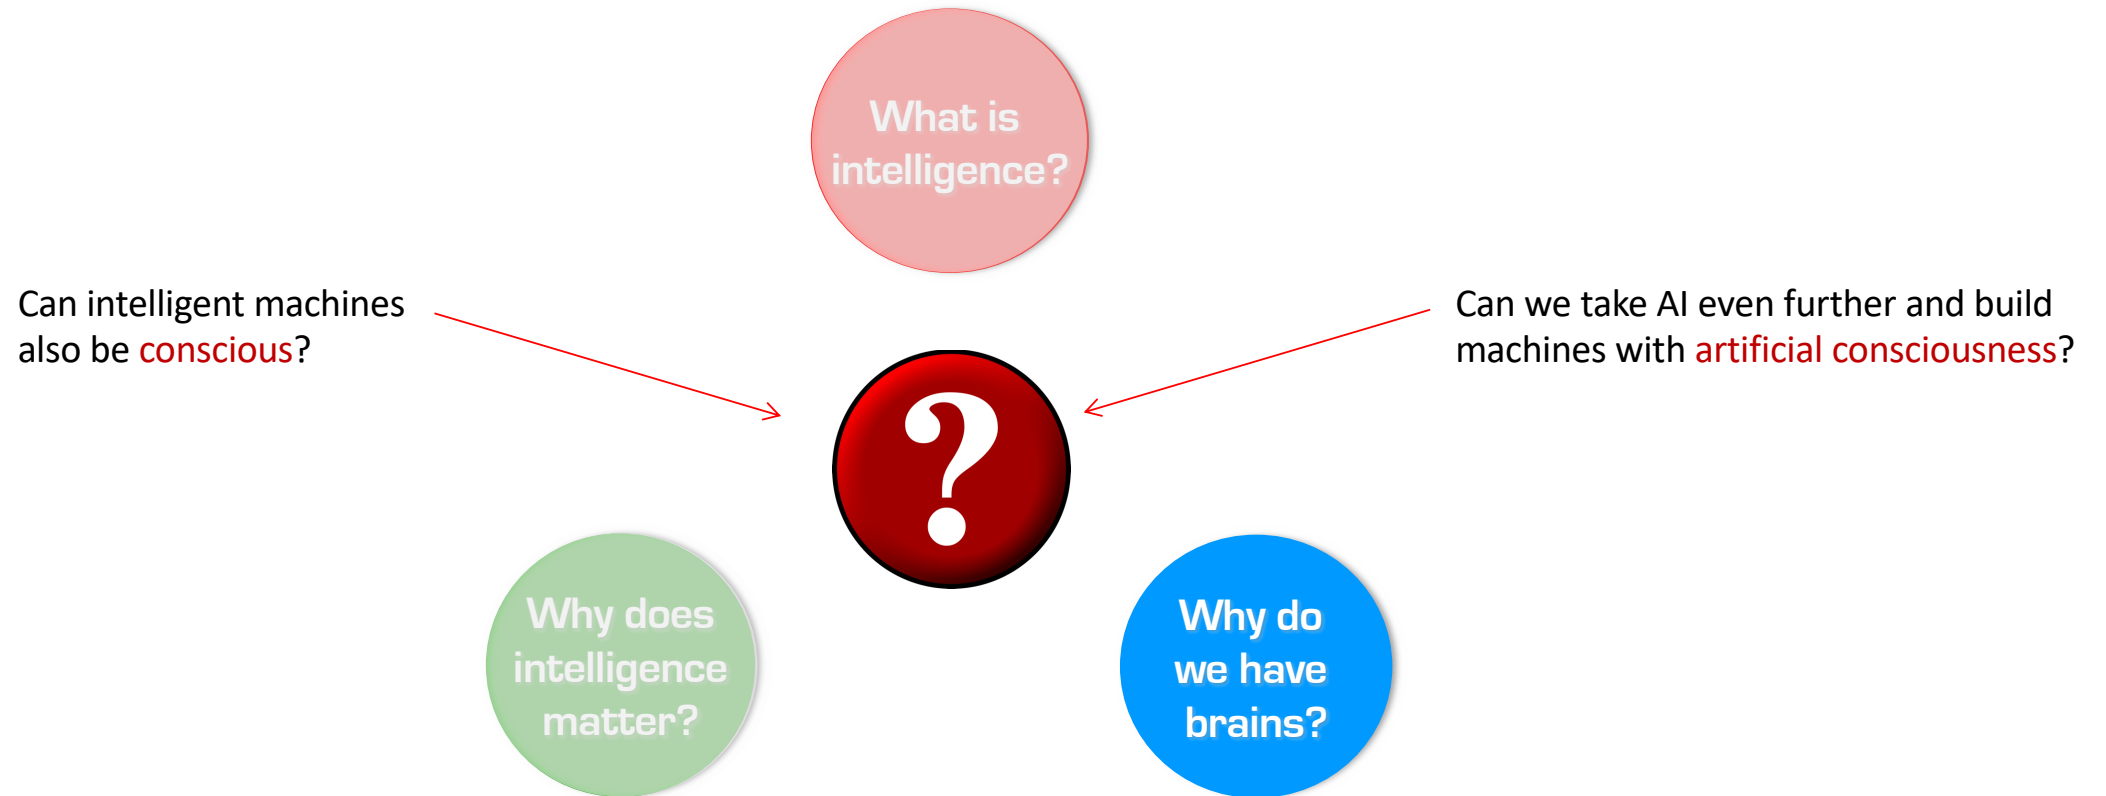 What is
intelligence?
Can intelligent machines
also be conscious?
Can we take AI even further and build
machines with artificial consciousness?
?
Why does
intelligence
matter?
Why do
we have
brains?